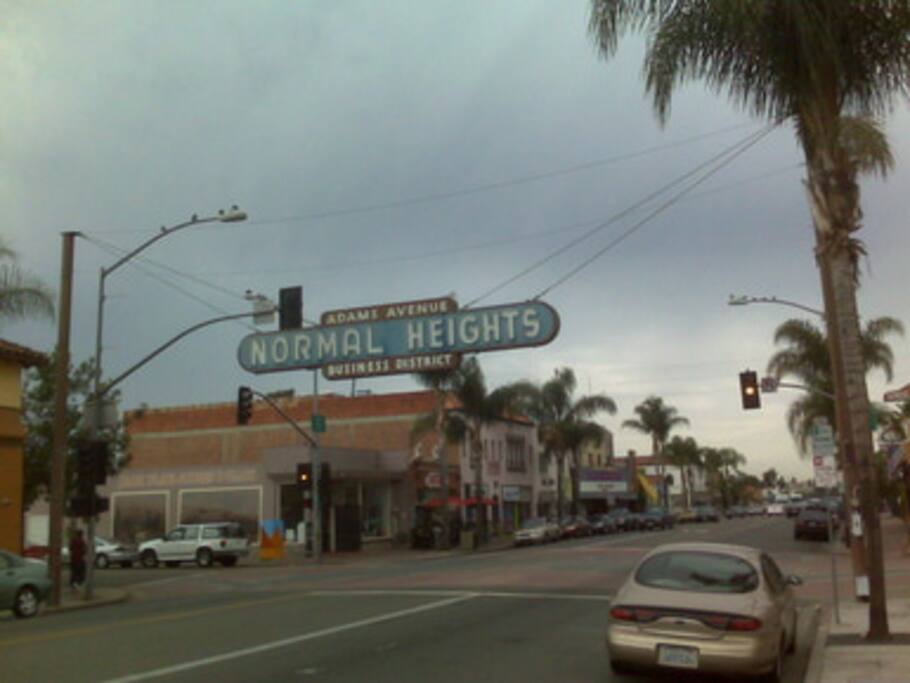 ADAMS AVENUE
NORMAL HEIGHTS
BUSINESS DISTRICT